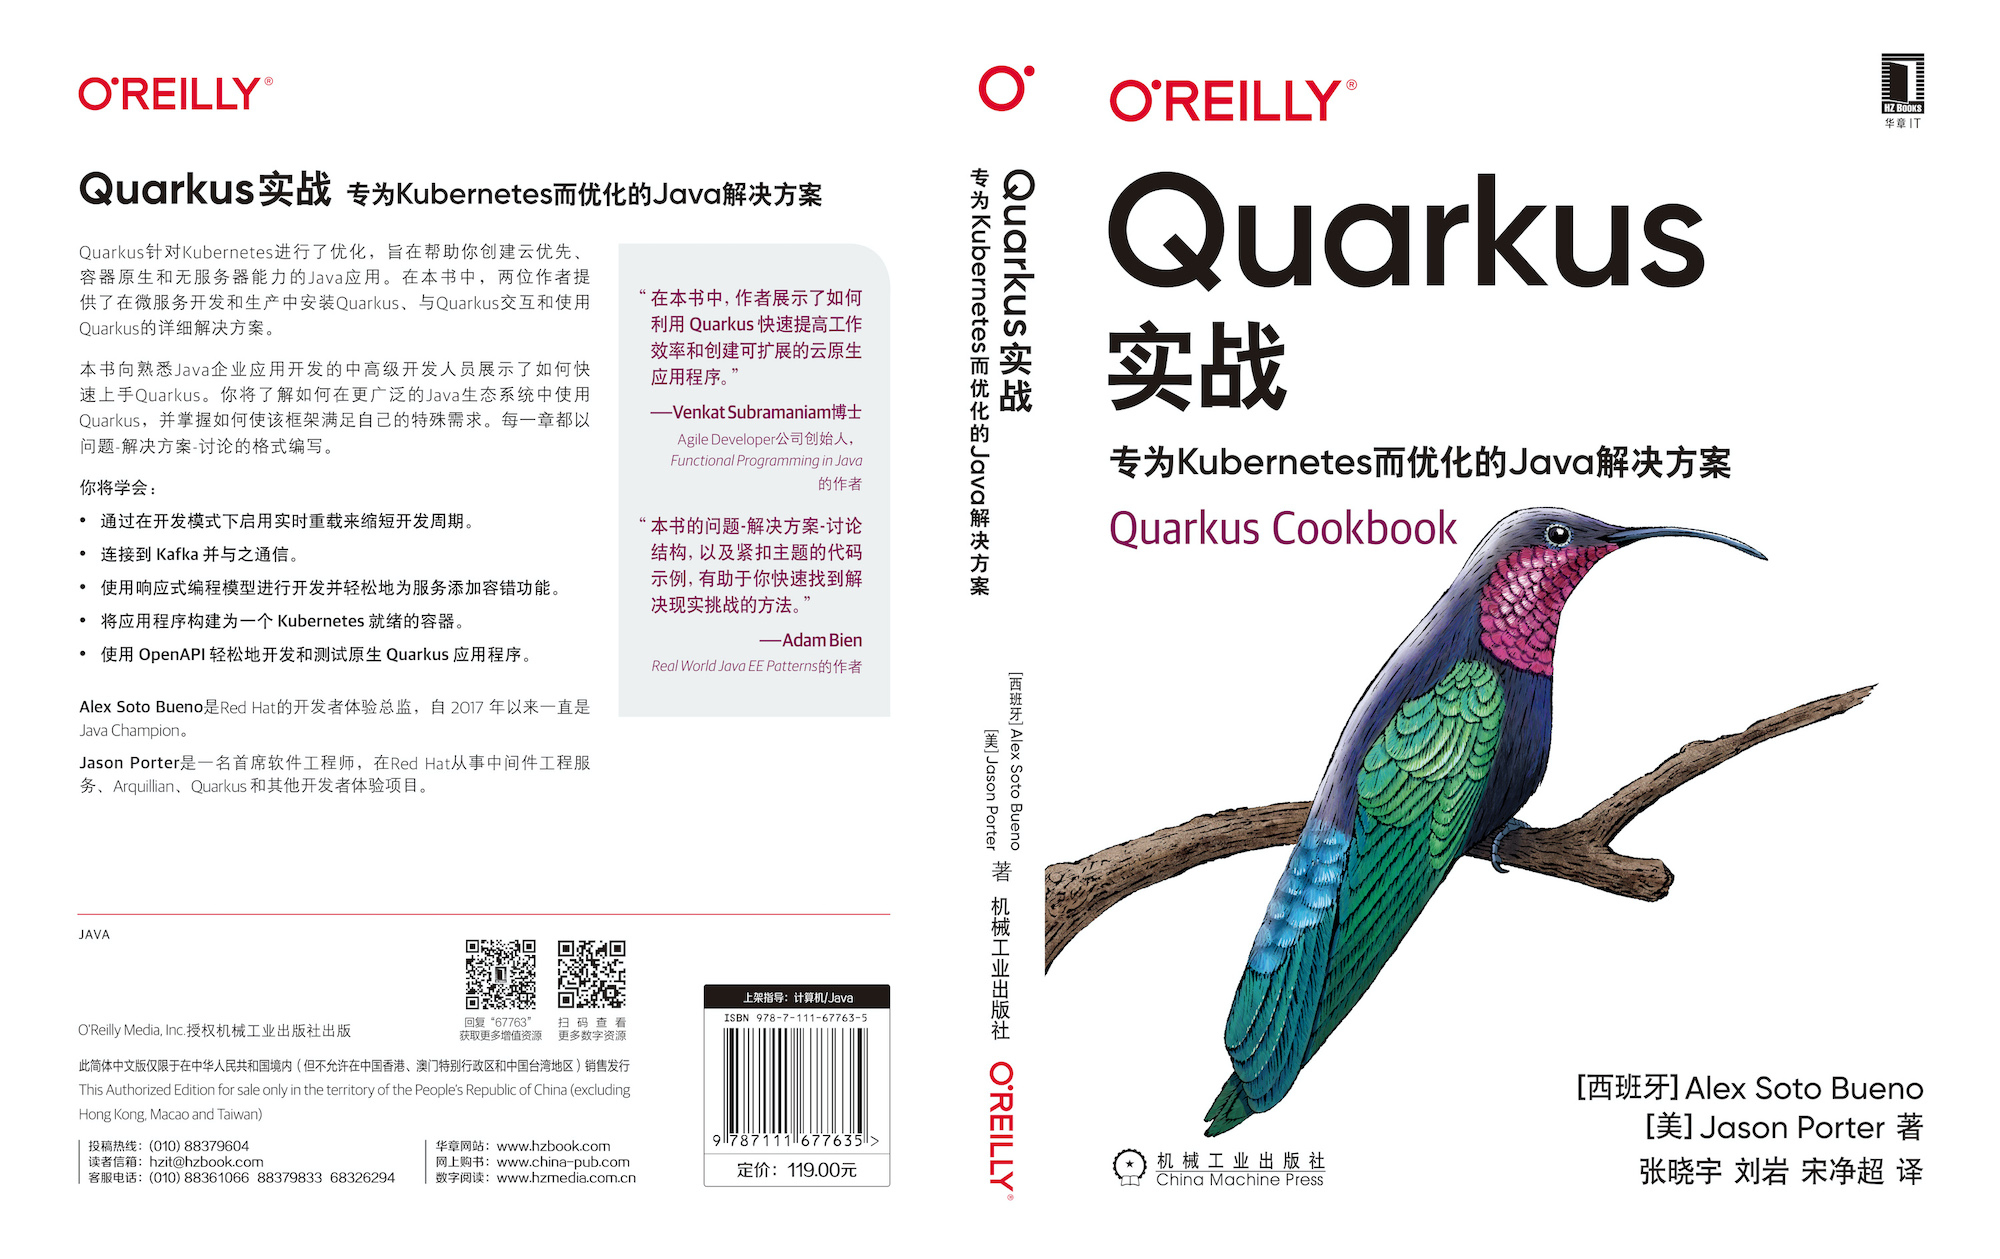 O'REILLY®
Quarkus实战 专为Kubernetes而优化的Java解决方案
Quarkus针对Kubernetes进行了优化，旨在帮助你创建云优先、
容器原生和无服务器能力的Java应用。在本书中，两位作者提
供了在微服务开发和生产中安装Quarkus、与Quarkus交互和使用
Quarkus的详细解决方案。
本书向熟悉Java企业应用开发的中高级开发人员展示了如何快
速上手Quarkus。你将了解如何在更广泛的Java生态系统中使用
Quarkus，并掌握如何使该框架满足自己的特殊需求。每一章都以
问题-解决方案-讨论的格式编写。
你将学会：
• 通过在开发模式下启用实时重载来缩短开发周期。
• 连接到 Kafka 并与之通信。
• 使用响应式编程模型进行开发并轻松地为服务添加容错功能。
• 将应用程序构建为一个 Kubernetes 就绪的容器。
• 使用 OpenAPI 轻松地开发和测试原生 Quarkus 应用程序。
Alex Soto Bueno是Red Hat的开发者体验总监，自 2017 年以来一直是
Java Champion。
Jason Porter是一名首席软件工程师，在Red Hat从事中间件工程服
务、Arquillian、Quarkus 和其他开发者体验项目。
“在本书中，作者展示了如何
利用 Quarkus 快速提高工作
效率和创建可扩展的云原生
应用程序。”
—Venkat Subramaniam博士
Agile Developer公司创始人，
Functional Programming in Java
的作者
“本书的问题-解决方案-讨论
结构，以及紧扣主题的代码
示例，有助于你快速找到解
决现实挑战的方法。”
—Adam Bien
Real World Java EE Patterns的作者
JAVA
回复“67763”
获取更多增值资源
扫码查看
更多数字资源
O'Reilly Media, Inc.授权机械工业出版社出版
此简体中文版仅限于在中华人民共和国境内（但不允许在中国香港、澳门特别行政区和中国台湾地区）销售发行
This Authorized Edition for sale only in the territory of the People's Republic of China (excluding
Hong Kong, Macao and Taiwan)
投稿热线：(010) 88379604
读者信箱：hzit@hzbook.com
客服电话：(010) 88361066 88379833 68326294
华章网站：www.hzbook.com
网上购书：www.china-pub.com
数字阅读：www.hzmedia.com.cn
上架指导：计算机/Java
ISBN 978-7-111-67763-5
9 787111 677635 >
定价：119.00元
Quarkus实战
专为Kubernetes而优化的Java解决方案
[西班牙] Alex Soto Bueno
[美] Jason Porter
著
机械工业出版社
O'REILLY®
O'REILLY®
HZ BOOKS
华章IT
Quarkus
实战
专为Kubernetes而优化的Java解决方案
Quarkus Cookbook
[西班牙] Alex Soto Bueno
[美] Jason Porter 著
张晓宇 刘岩 宋净超 译
机械工业出版社
China Machine Press